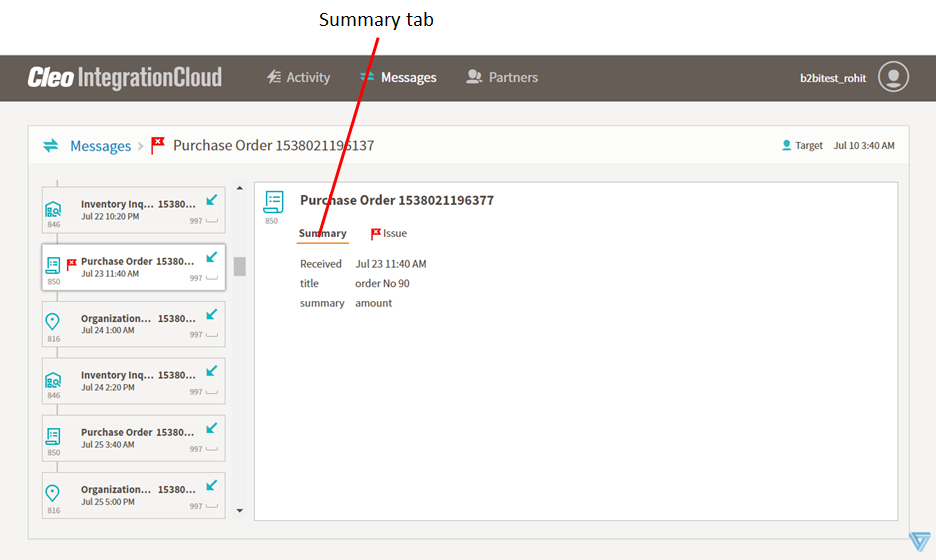 Summary tab
Cleo IntegrationCloud
Activity
Messages
Partners
b2bitest_rohit
Messages > Purchase Order 1538021196137
Target Jul 10 3:40 AM
Inventory Inq... 15380...
Jul 22 10:20 PM
846
997
Purchase Order 15380...
Jul 23 11:40 AM
850
997
Organization... 15380...
Jul 24 1:00 AM
816
997
Inventory Inq... 15380...
Jul 24 2:20 PM
846
997
Purchase Order 15380...
Jul 25 3:40 AM
850
997
Organization... 15380...
Jul 25 5:00 PM
816
997
850
Purchase Order 1538021196377
Summary
Issue
Received Jul 23 11:40 AM
title order No 90
summary amount